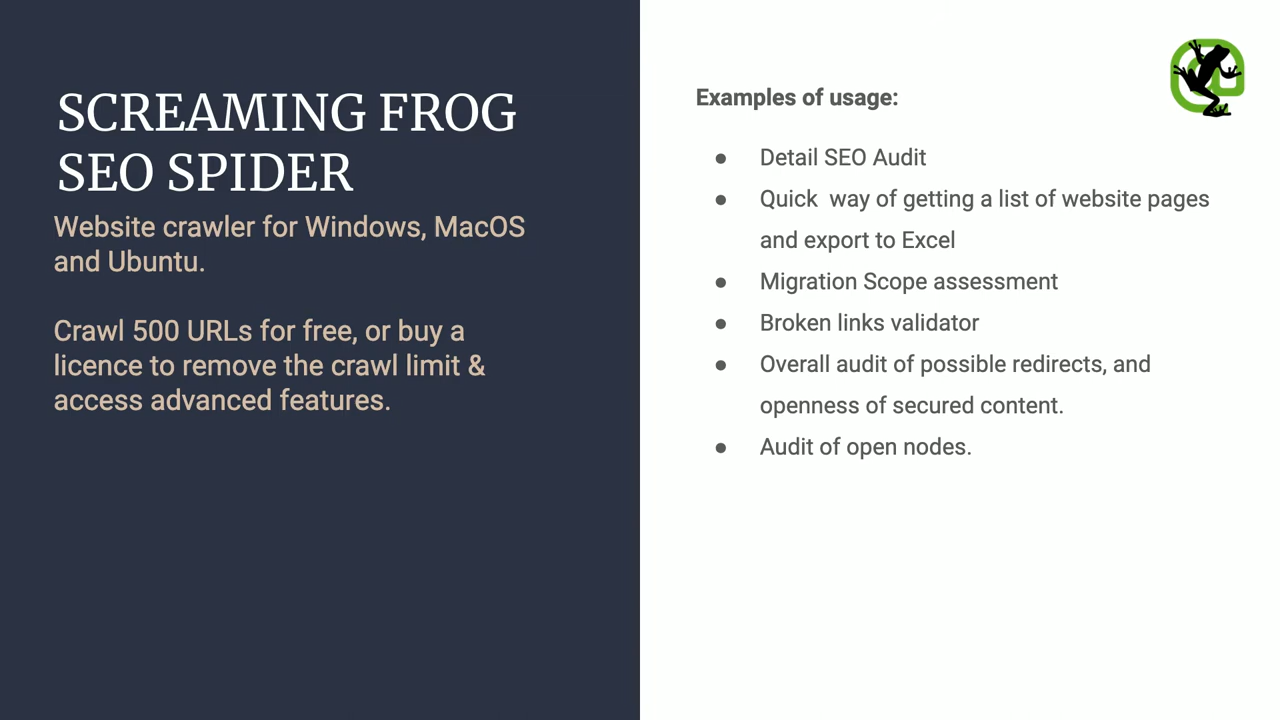 SCREAMING FROG
SEO SPIDER
Website crawler for Windows, MacOS
and Ubuntu.
Crawl 500 URLs for free, or buy a
licence to remove the crawl limit &
access advanced features.
Examples of usage:
● Detail SEO Audit
● Quick  way of getting a list of website pages
and export to Excel
● Migration Scope assessment
● Broken links validator
● Overall audit of possible redirects, and
openness of secured content.
● Audit of open nodes.